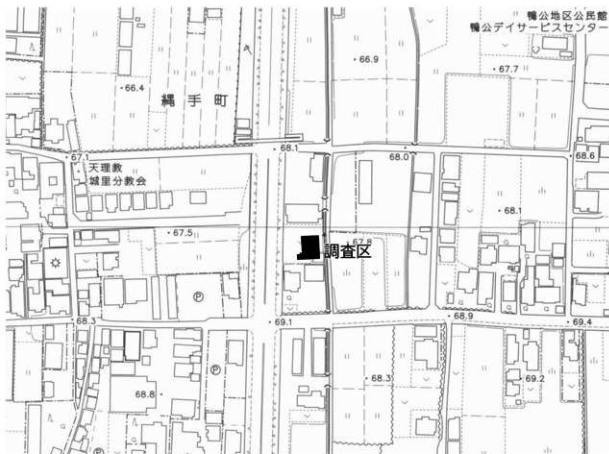 鴨公地区公民館
鴨公デイサービスセンター
66.9
67.7
66.4
縄手町
67.1
68.1
68.0
68.6
天理教
城里分教会
68.1
67.5
67.8
調査区
P
68.3
69.1
68.9
69.4
P
68.3
69.2
68.8
P